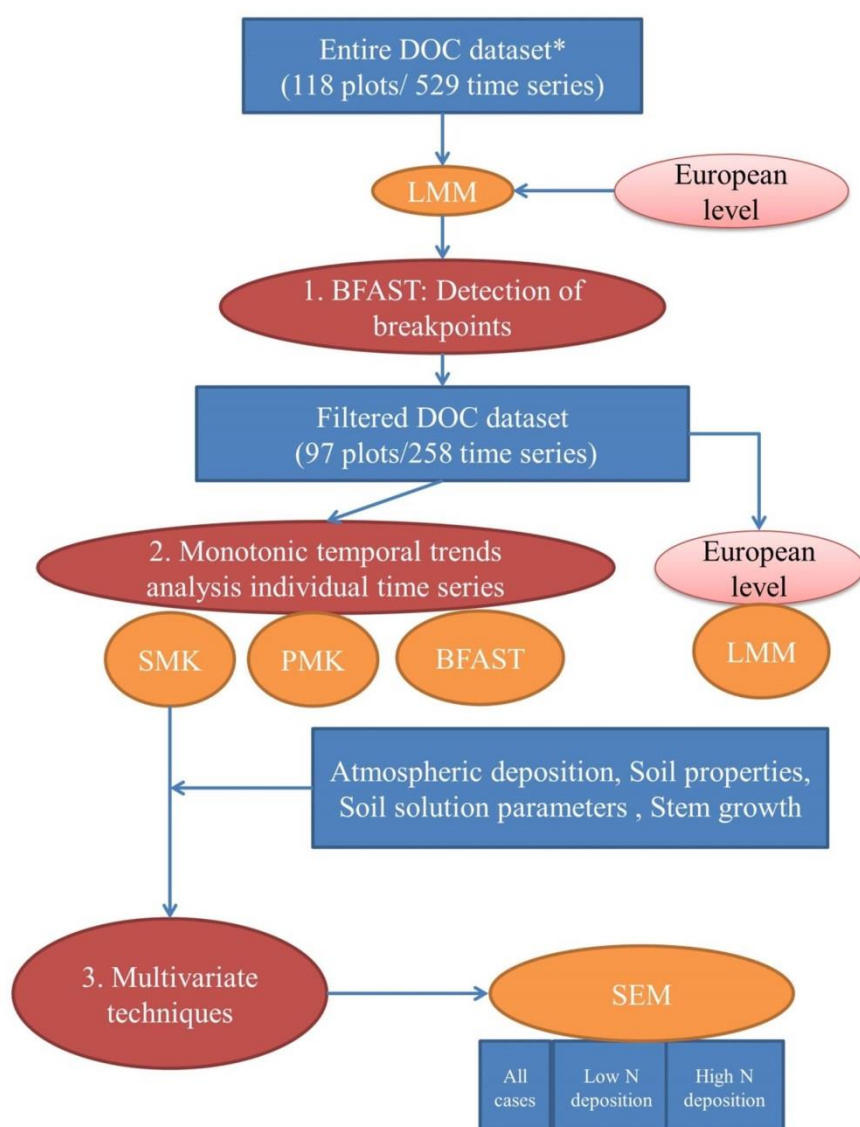 Entire DOC dataset*
(118 plots/ 529 time series)
LMM
European
level
1. BFAST: Detection of
breakpoints
Filtered DOC dataset
(97 plots/258 time series)
2. Monotonic temporal trends
analysis individual time series
European
level
SMK
PMK
BFAST
LMM
Atmospheric deposition, Soil properties,
Soil solution parameters , Stem growth
3. Multivariate
techniques
SEM
All
cases
Low N
deposition
High N
deposition